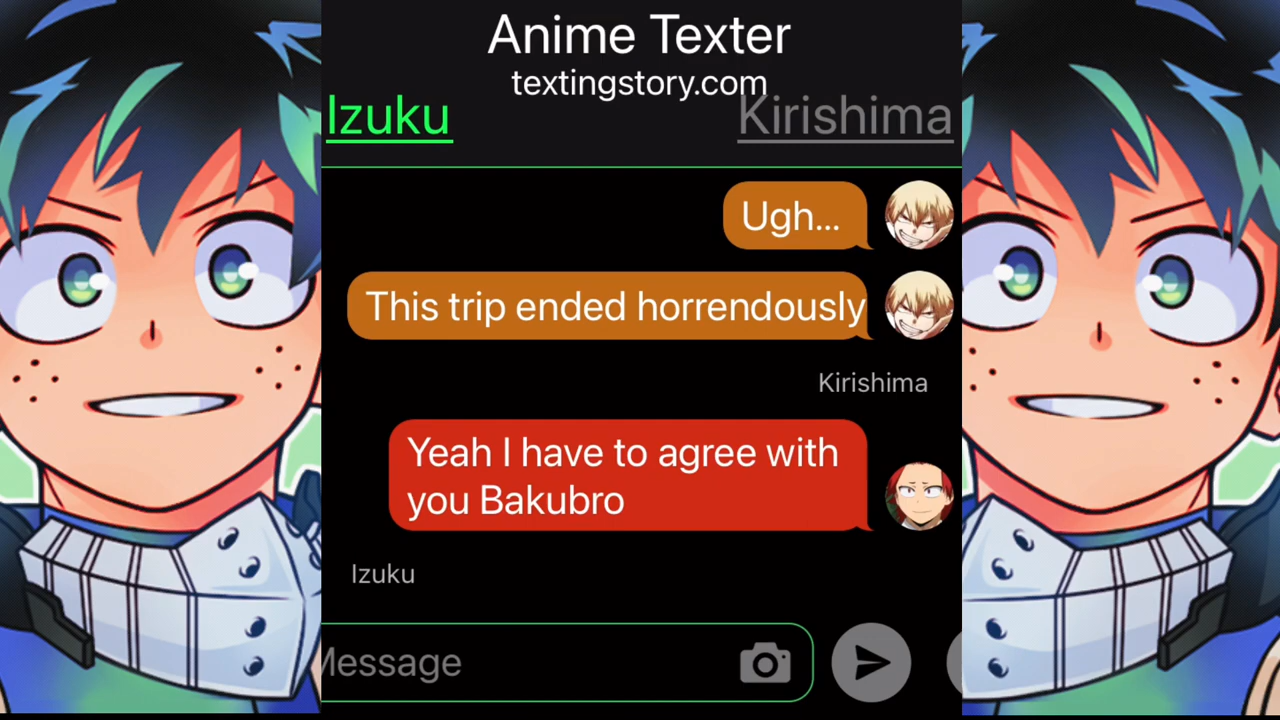 Anime Texter
textingstory.com
Izuku
Kirishima
Ugh...
This trip ended horrendously
Kirishima
Yeah I have to agree with
you Bakubro
Izuku
Message